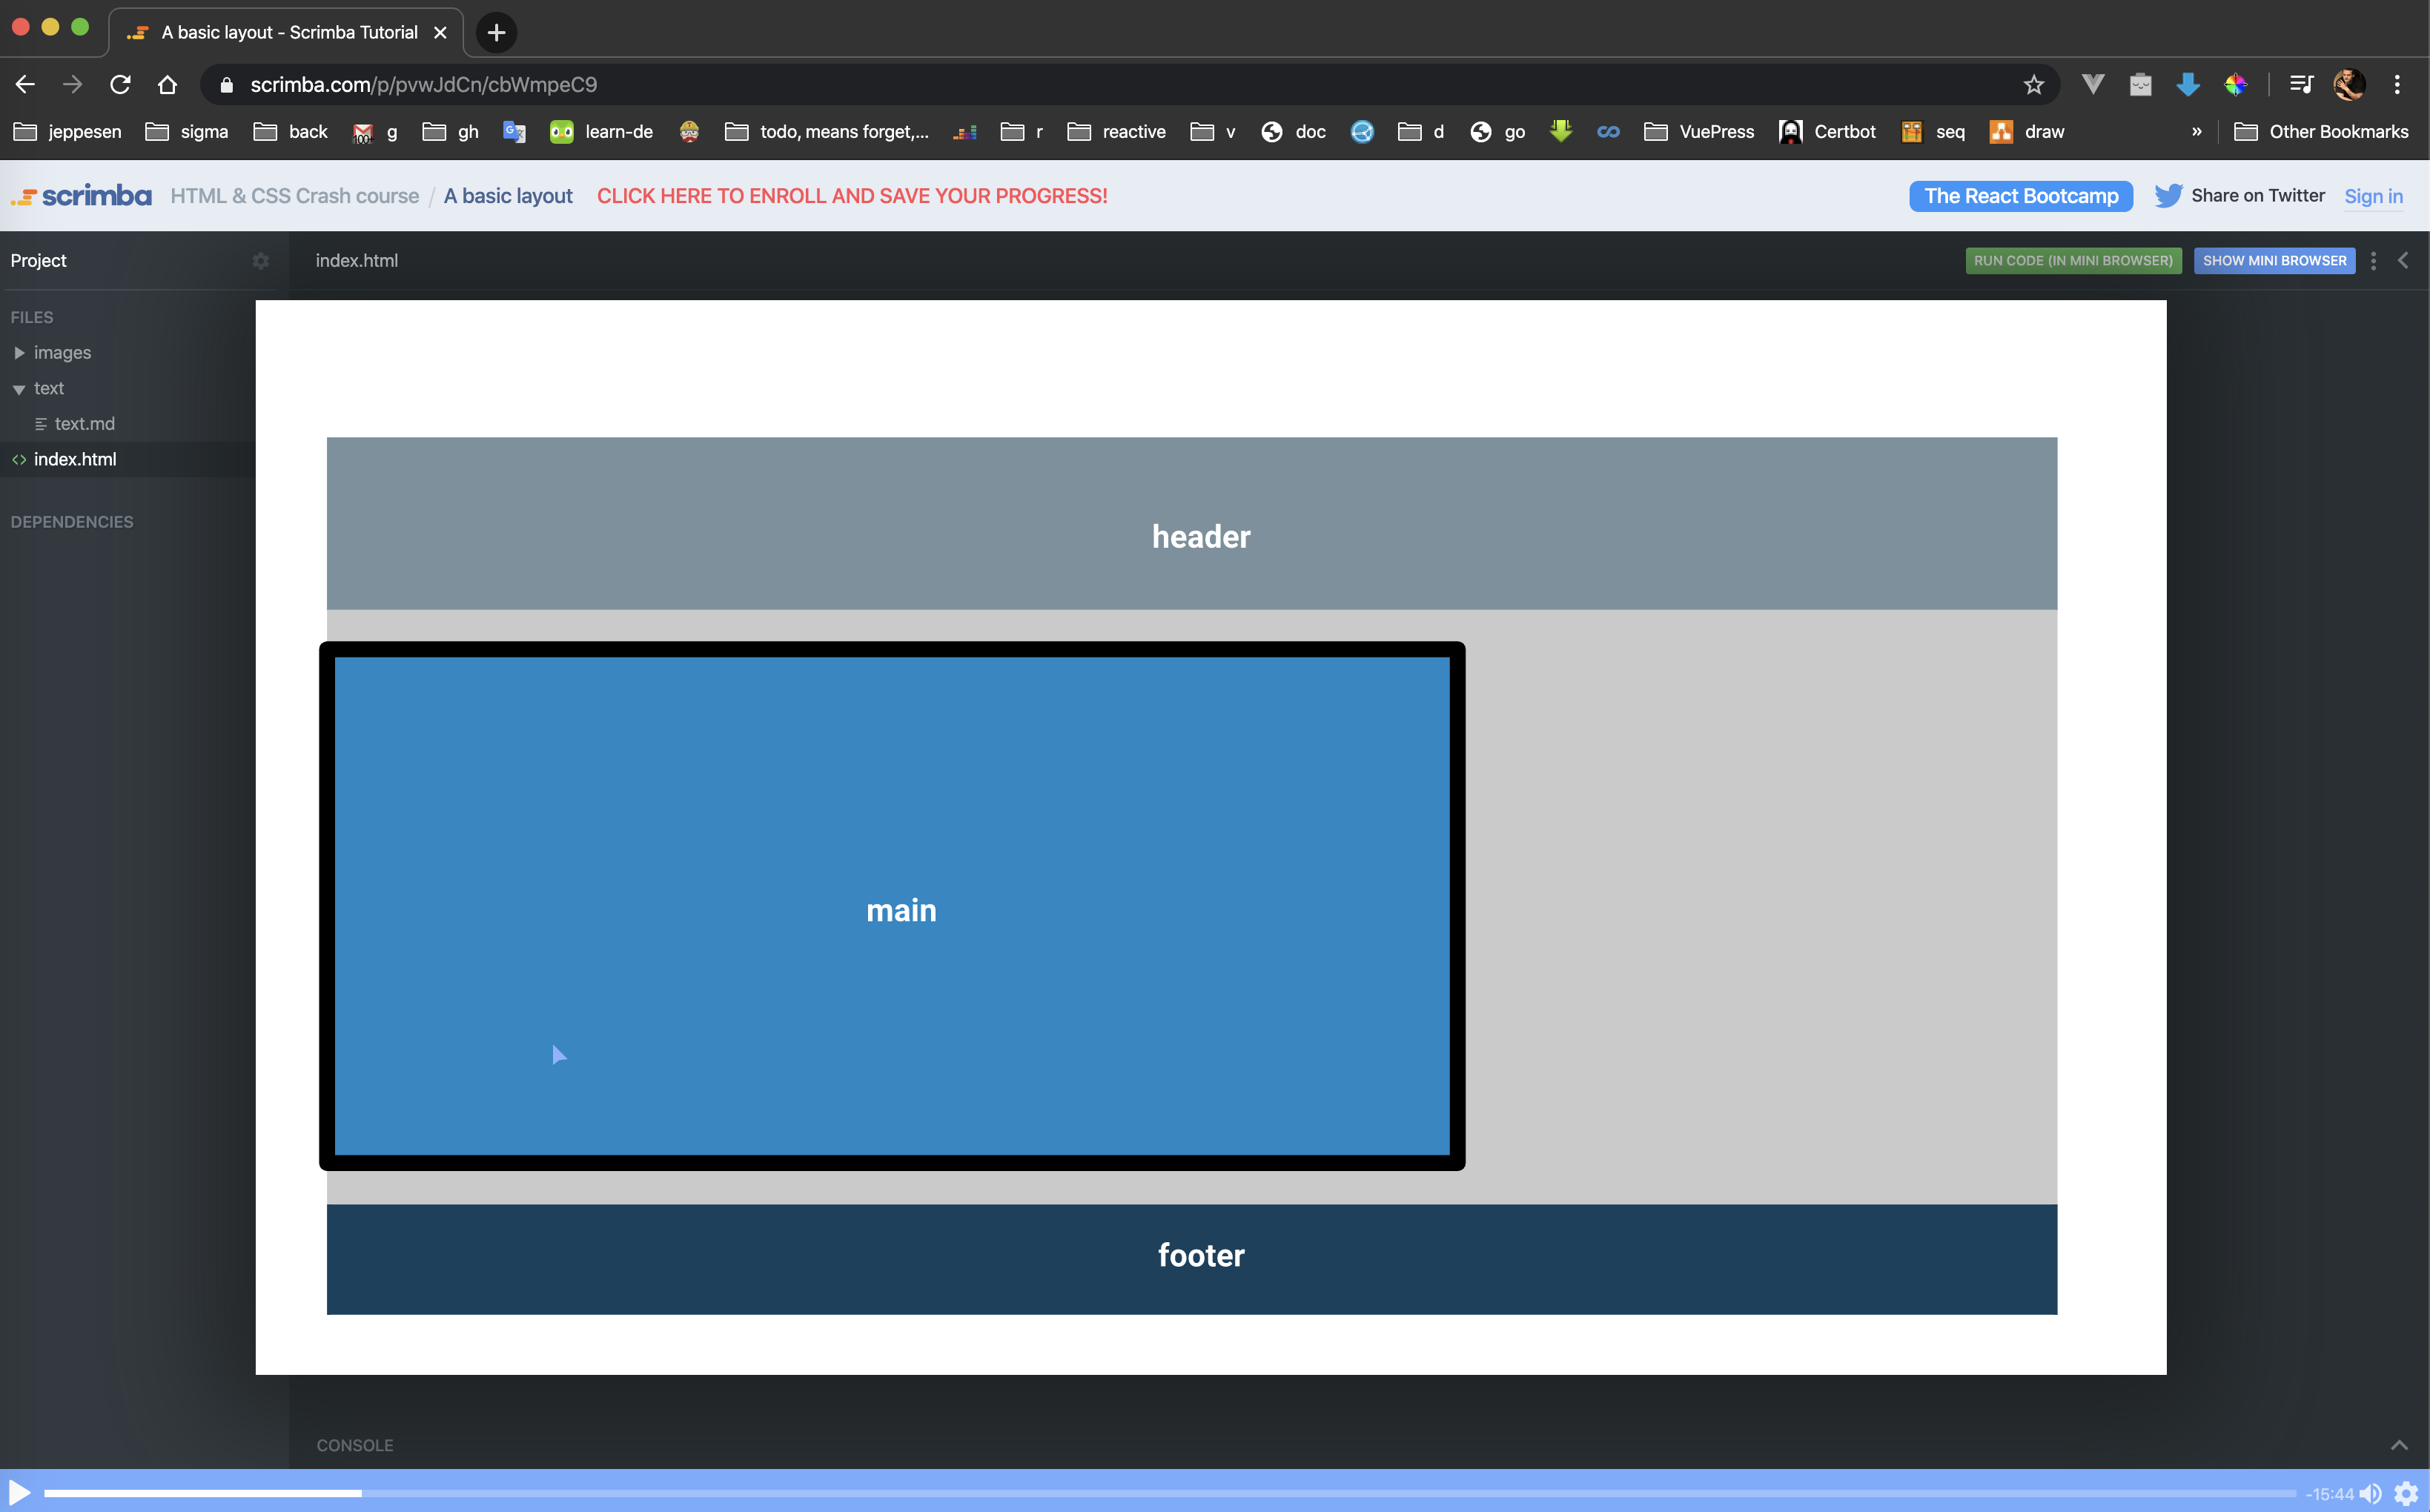 A basic layout - Scrimba Tutorial
scrimba.com/p/pvwJdCn/cbWmpeC9
jeppesen sigma back g gh learn-de todo, means forget,... r reactive v doc d go VuePress Certbot seq draw » Other Bookmarks
scrimba HTML & CSS Crash course / A basic layout CLICK HERE TO ENROLL AND SAVE YOUR PROGRESS! The React Bootcamp Share on Twitter Sign in
Project index.html RUN CODE (IN MINI BROWSER) SHOW MINI BROWSER
FILES
images
text
text.md
index.html
DEPENDENCIES
header
main
footer
CONSOLE
-15:44